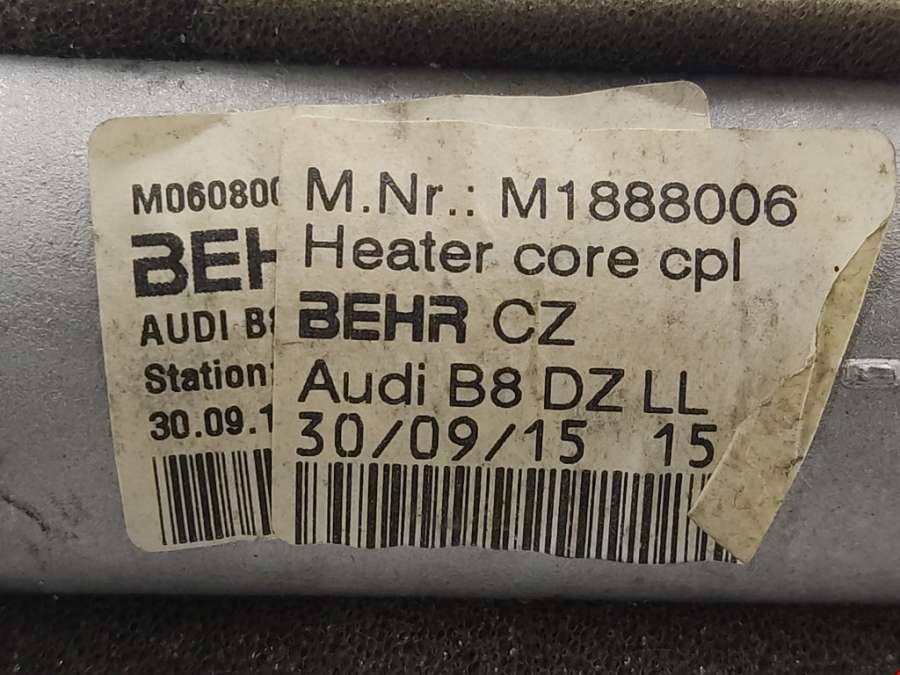 M060800
BEHR
AUDI B8
Station
30.09.1
M.Nr.: M1888006
Heater core cpl
BEHR CZ
Audi B8 DZ LL
30/09/15 15